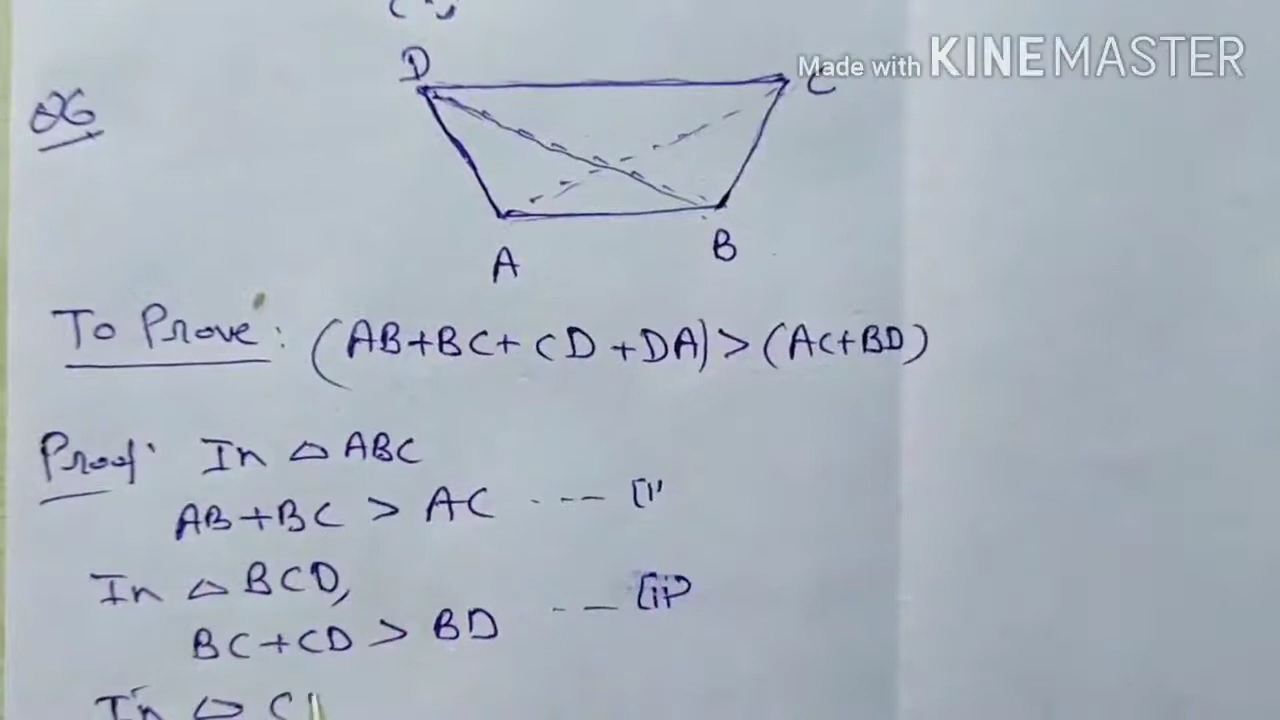 D
Made with KINEMASTER
C
Q6
A
B
To Prove: (AB+BC+CD+DA)>(AC+BD)
Proof: In △ABC
AB+BC > AC ---- (i)
In △BCD,
BC+CD > BD -- (ii)
In △ C